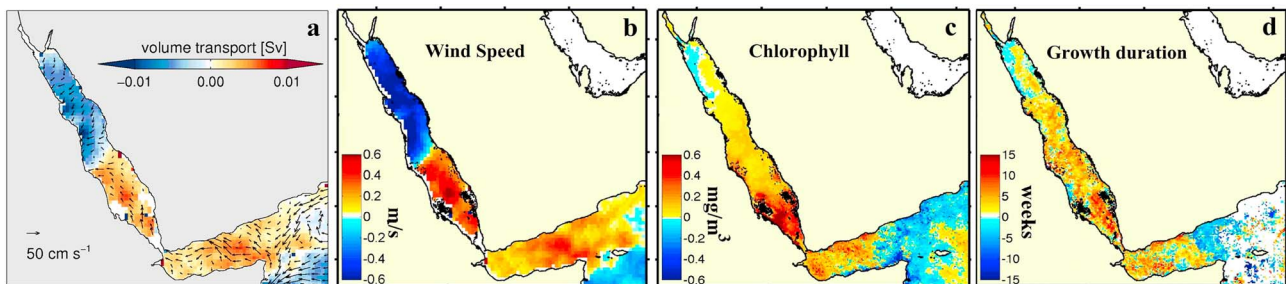 a
volume transport [Sv]
−0.01 0.00 0.01
50 cm s⁻¹
b
Wind Speed
0.6
0.4
0.2
0
-0.2
-0.4
-0.6
m/s
c
Chlorophyll
0.6
0.4
0.2
0
-0.2
-0.4
-0.6
mg/m³
d
Growth duration
15
10
5
0
-5
-10
-15
weeks